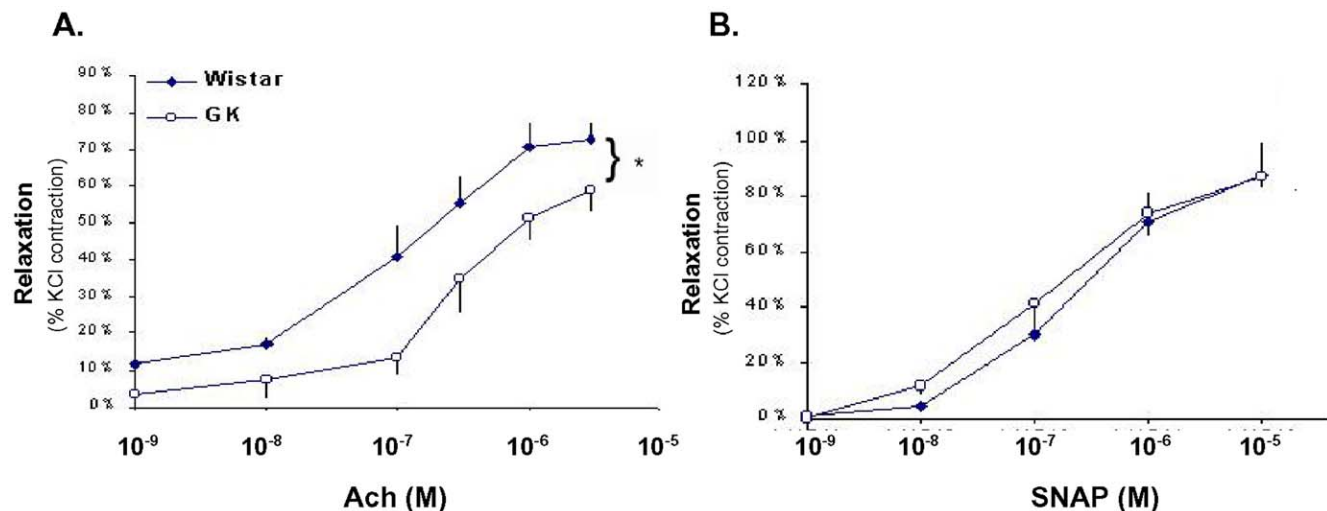 A.
90%
80%
70%
60%
50%
40%
30%
20%
10%
0%
Relaxation
(% KCl contraction)
Wistar
GK
*
10-9
10-8
10-7
10-6
10-5
Ach (M)
B.
120%
100%
80%
60%
40%
20%
0%
Relaxation
(% KCl contraction)
10-9
10-8
10-7
10-6
10-5
SNAP (M)